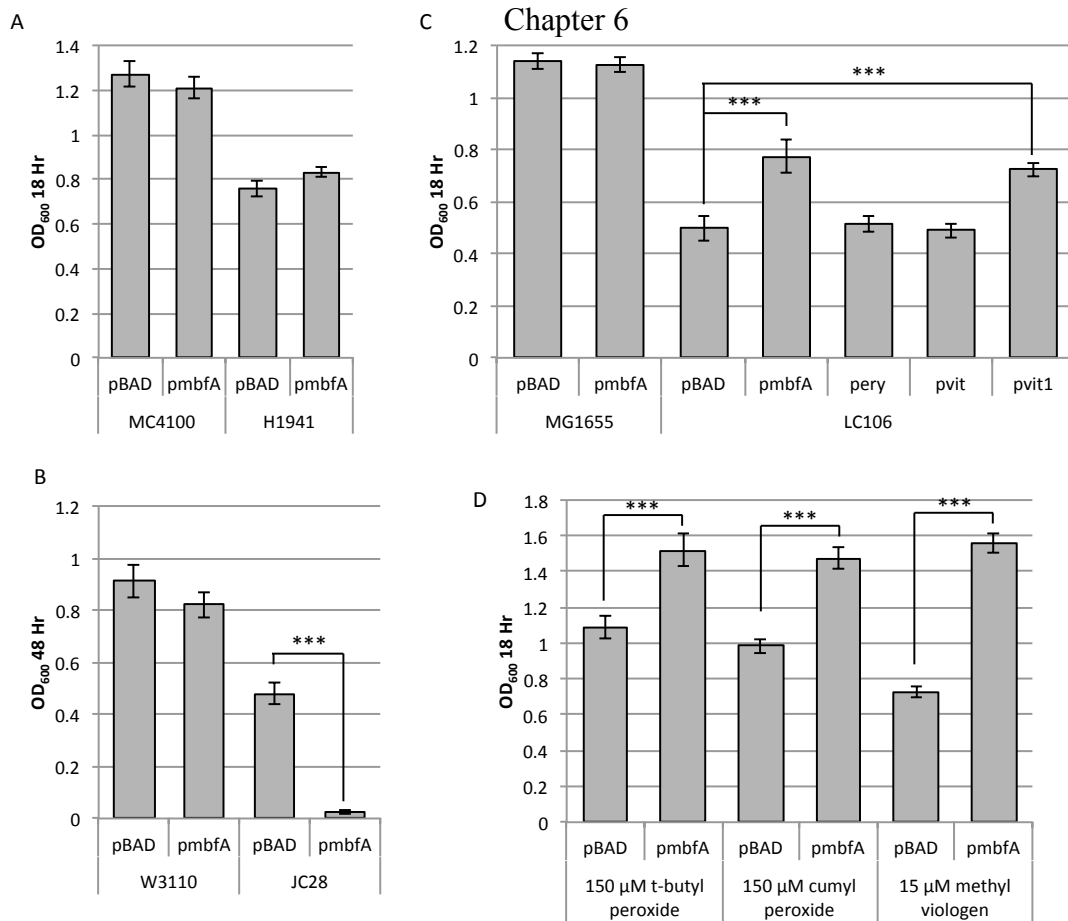 Chapter 6
A
OD600 18 Hr
1.4
1.2
1
0.8
0.6
0.4
0.2
0
pBAD pmbfA pBAD pmbfA
MC4100 H1941
C
OD600 18 Hr
1.2
1
0.8
0.6
0.4
0.2
0
***
***
pBAD pmbfA pBAD pmbfA pery pvit pvit1
MG1655 LC106
B
OD600 48 Hr
1.2
1
0.8
0.6
0.4
0.2
0
***
pBAD pmbfA pBAD pmbfA
W3110 JC28
D
OD600 18 Hr
1.8
1.6
1.4
1.2
1
0.8
0.6
0.4
0.2
0
*** *** ***
pBAD pmbfA pBAD pmbfA pBAD pmbfA
150 µM t-butyl 150 µM cumyl 15 µM methyl
peroxide peroxide viologen